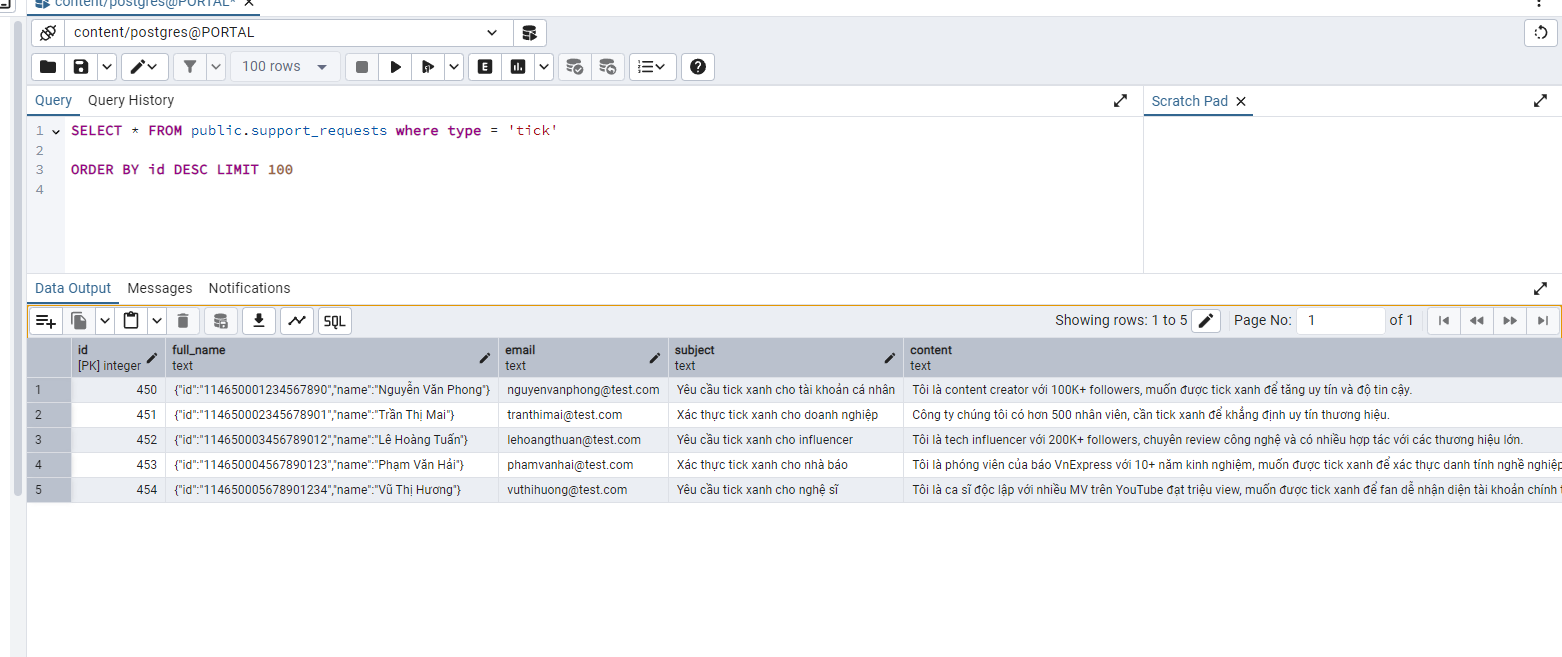 content/postgres@PORTAL*
content/postgres@PORTAL
100 rows
E
Query Query History
Scratch Pad
1 SELECT * FROM public.support_requests where type = 'tick'
2
3 ORDER BY id DESC LIMIT 100
4
Data Output Messages Notifications
SQL
Showing rows: 1 to 5 Page No: 1 of 1
id full_name email subject content
[PK] integer text text text text
1 450 {"id":"114650001234567890","name":"Nguyễn Văn Phong"} nguyenvanphong@test.com Yêu cầu tick xanh cho tài khoản cá nhân Tôi là content creator với 100K+ followers, muốn được tick xanh để tăng uy tín và độ tin cậy.
2 451 {"id":"114650002345678901","name":"Trần Thị Mai"} tranthimai@test.com Xác thực tick xanh cho doanh nghiệp Công ty chúng tôi có hơn 500 nhân viên, cần tick xanh để khẳng định uy tín thương hiệu.
3 452 {"id":"114650003456789012","name":"Lê Hoàng Tuấn"} lehoangthuan@test.com Yêu cầu tick xanh cho influencer Tôi là tech influencer với 200K+ followers, chuyên review công nghệ và có nhiều hợp tác với các thương hiệu lớn.
4 453 {"id":"114650004567890123","name":"Phạm Văn Hải"} phamvanhai@test.com Xác thực tick xanh cho nhà báo Tôi là phóng viên của báo VnExpress với 10+ năm kinh nghiệm, muốn được tick xanh để xác thực danh tính nghề nghiệp
5 454 {"id":"114650005678901234","name":"Vũ Thị Hương"} vuthihuong@test.com Yêu cầu tick xanh cho nghệ sĩ Tôi là ca sĩ độc lập với nhiều MV trên YouTube đạt triệu view, muốn được tick xanh để fan dễ nhận diện tài khoản chính